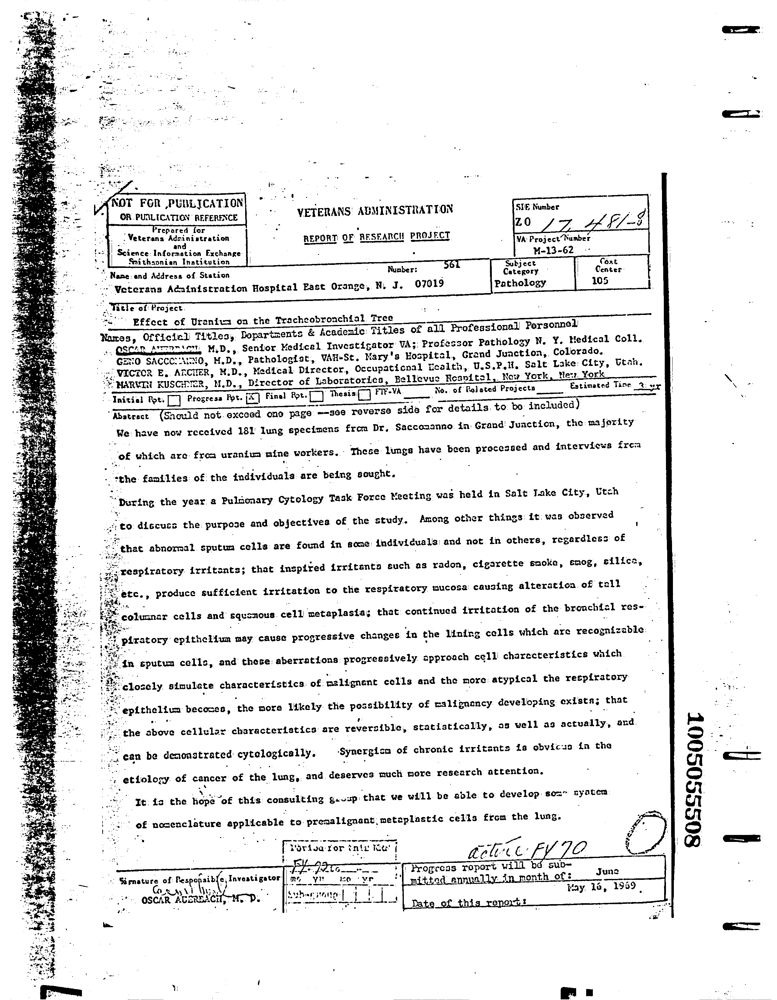 NOT FOR PUBLICATION
OR PUBLICATION REFERENCE
Prepared for
Veterans Administration
and
Science Information Exchange
Smithsonian Institution
VETERANS ADMINISTRATION
REPORT OF RESEARCH PROJECT
SIE Number
ZO 17,481-8
VA Project Number
M-13-62
Name and Address of Station
Number: 561
Veterans Administration Hospital East Orange, N. J. 07019
Subject Category
Pathology
Cost Center
105
Title of Project
Effect of Uranium on the Tracheobronchial Tree
Names, Official Titles, Departments & Academic Titles of all Professional Personnel
OSCAR AUERBACH, M.D., Senior Medical Investigator VA; Professor Pathology N. Y. Medical Coll.
GENO SACCOMANNO, M.D., Pathologist, VAH-St. Mary's Hospital, Grand Junction, Colorado.
VICTOR E. ARCHER, M.D., Medical Director, Occupational Health, U.S.P.H. Salt Lake City, Utah.
MARVIN KUSCHNER, M.D., Director of Laboratories, Bellevue Hospital, New York, New York
Initial Rpt. Progress Rpt. X Final Rpt. Thesis FTF-VA No. of Related Projects Estimated Time 3 yr
Abstract (Should not exceed one page --see reverse side for details to be included)
We have now received 181 lung specimens from Dr. Saccomanno in Grand Junction, the majority
of which are from uranium mine workers. These lungs have been processed and interviews from
the families of the individuals are being sought.
During the year a Pulmonary Cytology Task Force Meeting was held in Salt Lake City, Utah
to discuss the purpose and objectives of the study. Among other things it was observed
that abnormal sputum cells are found in some individuals and not in others, regardless of
respiratory irritants; that inspired irritants such as radon, cigarette smoke, smog, silica,
etc., produce sufficient irritation to the respiratory mucosa causing alteration of tall
columnar cells and squamous cell metaplasia; that continued irritation of the bronchial res-
piratory epithelium may cause progressive changes in the lining cells which are recognizable
in sputum cells, and these aberrations progressively approach cell characteristics which
closely simulate characteristics of malignant cells and the more atypical the respiratory
epithelium becomes, the more likely the possibility of malignancy developing exists; that
the above cellular characteristics are reversible, statistically, as well as actually, and
can be demonstrated cytologically. Synergism of chronic irritants is obvious in the
etiology of cancer of the lung, and deserves much more research attention.
It is the hope of this consulting group that we will be able to develop some system
of nomenclature applicable to premalignant metaplastic cells from the lung.
active FY 70
Signature of Responsible Investigator
OSCAR AUERBACH, M. D.
Period for this
mo yr mo yr
Progress report will be sub-
mitted annually in month of: June
May 16, 1969
Date of this report:
1005055508